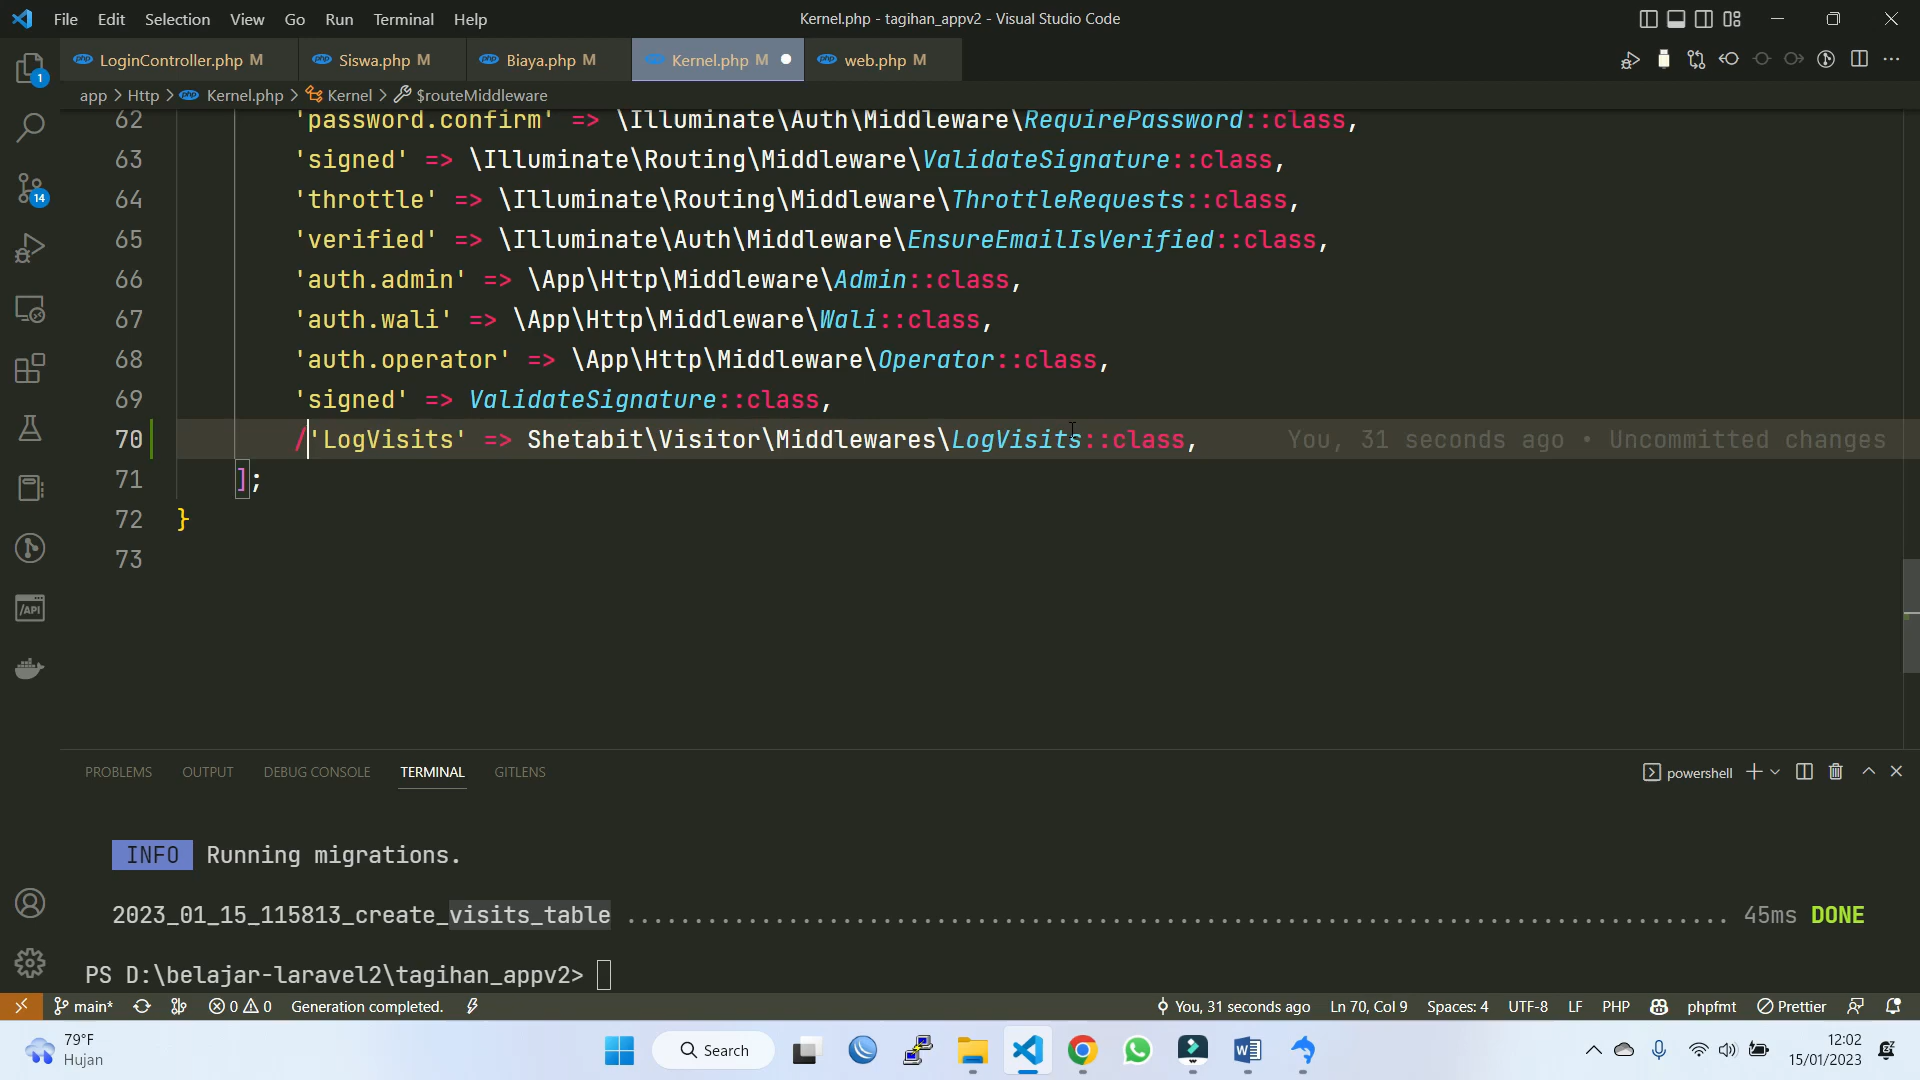 File Edit Selection View Go Run Terminal Help Kernel.php - tagihan_appv2 - Visual Studio Code
LoginController.php M Siswa.php M Biaya.php M Kernel.php M web.php M
app > Http > Kernel.php > Kernel > $routeMiddleware
62 'password.confirm' => \Illuminate\Auth\Middleware\RequirePassword::class,
63 'signed' => \Illuminate\Routing\Middleware\ValidateSignature::class,
64 'throttle' => \Illuminate\Routing\Middleware\ThrottleRequests::class,
65 'verified' => \Illuminate\Auth\Middleware\EnsureEmailIsVerified::class,
66 'auth.admin' => \App\Http\Middleware\Admin::class,
67 'auth.wali' => \App\Http\Middleware\Wali::class,
68 'auth.operator' => \App\Http\Middleware\Operator::class,
69 'signed' => ValidateSignature::class,
70 /'LogVisits' => Shetabit\Visitor\Middlewares\LogVisits::class, You, 31 seconds ago • Uncommitted changes
71 ];
72 }
73
PROBLEMS OUTPUT DEBUG CONSOLE TERMINAL GITLENS powershell
INFO Running migrations.
2023_01_15_115813_create_visits_table ........................................................................ 45ms DONE
PS D:\belajar-laravel2\tagihan_appv2>
main* 0 0 Generation completed. You, 31 seconds ago Ln 70, Col 9 Spaces: 4 UTF-8 LF PHP phpfmt Prettier
1
14
/API
79°F
Hujan
Search
12:02
15/01/2023